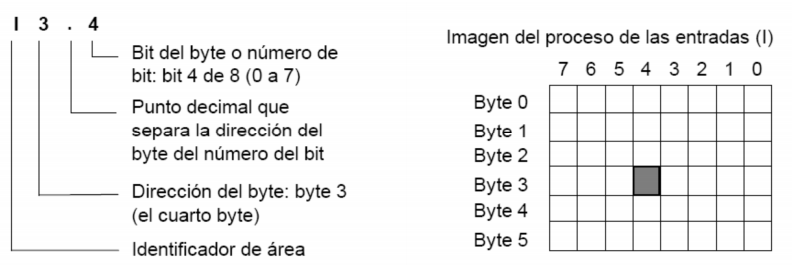 I 3 . 4
Bit del byte o número de
bit: bit 4 de 8 (0 a 7)
Punto decimal que
separa la dirección del
byte del número del bit
Dirección del byte: byte 3
(el cuarto byte)
Identificador de área
Imagen del proceso de las entradas (I)
7 6 5 4 3 2 1 0
Byte 0
Byte 1
Byte 2
Byte 3
Byte 4
Byte 5